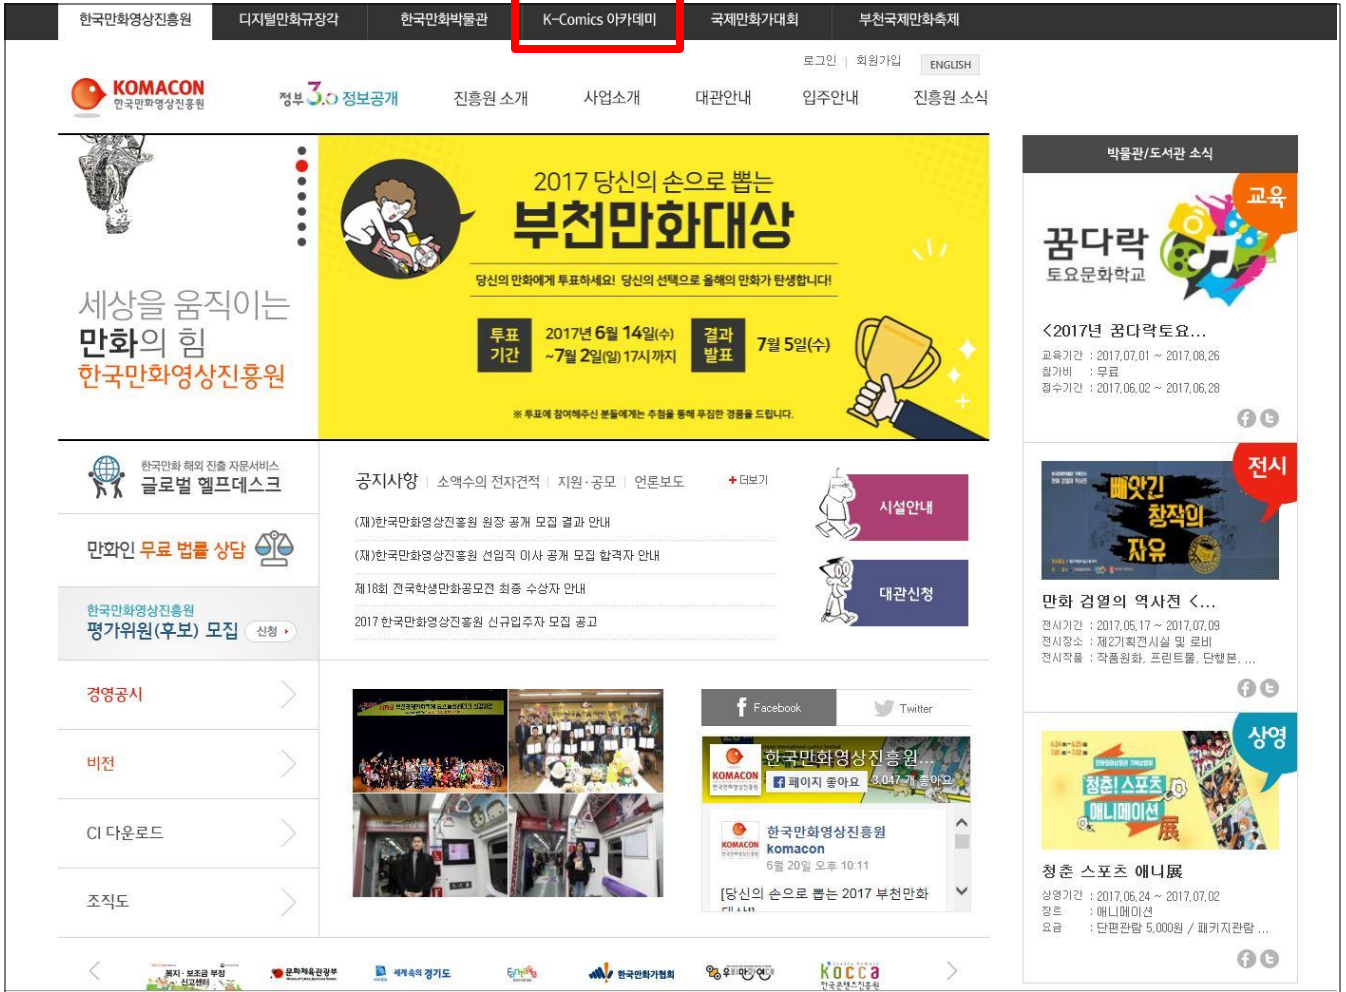 한국만화영상진흥원 디지털만화규장각 한국만화박물관 K-Comics 아카데미 국제만화가대회 부천국제만화축제
로그인 | 회원가입 ENGLISH
KOMACON
한국만화영상진흥원
정부3.0 정보공개 진흥원 소개 사업소개 대관안내 입주안내 진흥원 소식
세상을 움직이는
만화의 힘
한국만화영상진흥원
2017 당신의 손으로 뽑는
부천만화대상
당신의 만화에게 투표하세요! 당신의 선택으로 올해의 만화가 탄생합니다!
투표
기간
2017년 6월 14일(수)
~7월 2일(일) 17시까지
결과
발표
7월 5일(수)
※ 투표에 참여해주신 분들에게는 추첨을 통해 푸짐한 경품을 드립니다.
한국만화 해외 진출 자문서비스
글로벌 헬프데스크
만화인 무료 법률 상담
한국만화영상진흥원
평가위원(후보) 모집 신청
경영공시
비전
CI 다운로드
조직도
공지사항 | 소액수의 전자견적 | 지원·공모 | 언론보도 +더보기
(재)한국만화영상진흥원 원장 공개 모집 결과 안내
(재)한국만화영상진흥원 선임직 이사 공개 모집 합격자 안내
제18회 전국학생만화공모전 최종 수상자 안내
2017 한국만화영상진흥원 신규입주자 모집 공고
시설안내
대관신청
Facebook Twitter
KOMACON
한국만화영상진흥원...
페이지 좋아요 3,047 개 좋아요
KOMACON
한국만화영상진흥원
komacon
6월 20일 오후 10:11
[당신의 손으로 뽑는 2017 부천만화
대상]
박물관/도서관 소식
교육
꿈다락
토요문화학교
<2017년 꿈다락토요...
교육기간 : 2017.07.01 ~ 2017.08.26
참가비 : 무료
접수기간 : 2017.06.02 ~ 2017.06.28
전시
빼앗긴
창작의
자유
만화 검열의 역사전 <...
전시기간 : 2017.05.17 ~ 2017.07.09
전시장소 : 제2기획전시실 및 로비
전시작품 : 작품원화, 프린트물, 단행본, ...
상영
청춘! 스포츠
애니메이션
展
청춘 스포츠 애니展
상영기간 : 2017.06.24 ~ 2017.07.02
장르 : 애니메이션
요금 : 단편관람 5,000원 / 패키지관람 ...
복지·보조금 부정
신고센터
문화체육관광부
세계속의 경기도
한국만화가협회
우리만화연대
KOCCA
한국콘텐츠진흥원